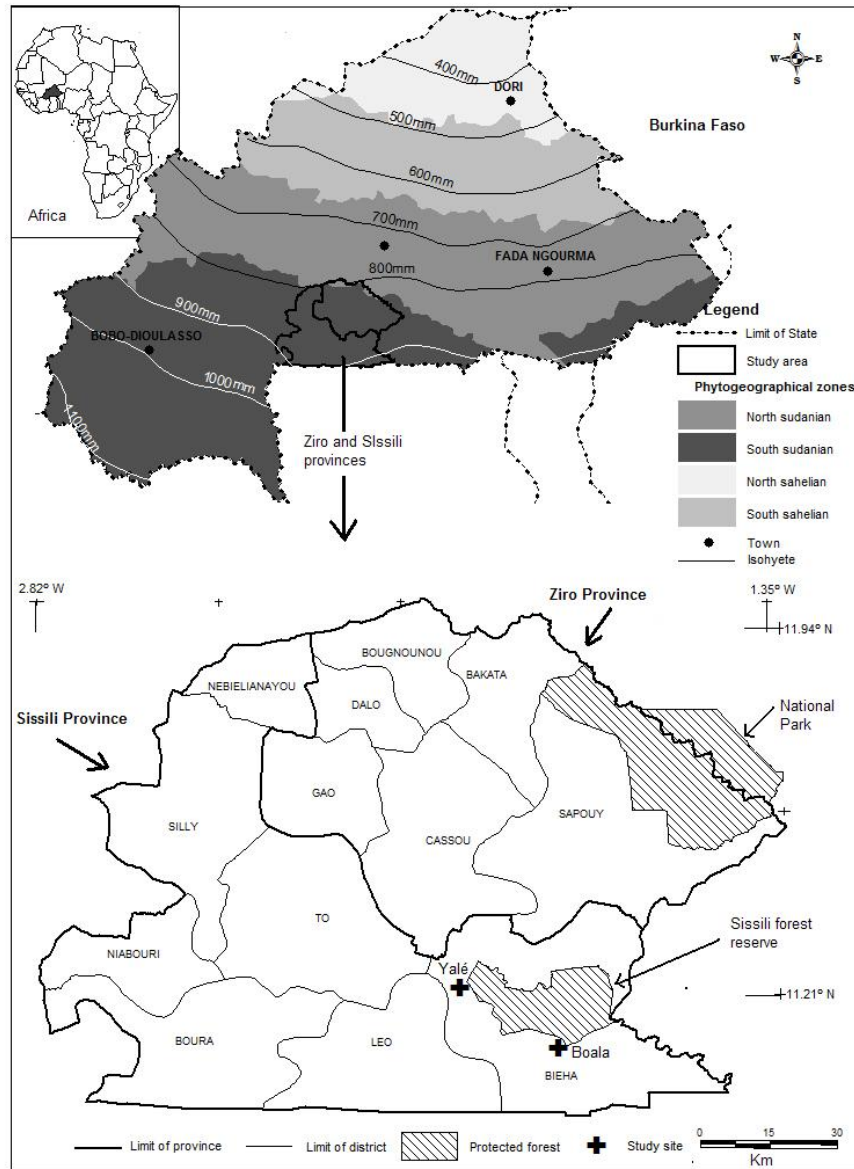 N
W E
S
400mm
DORI
500mm
Burkina Faso
600mm
Africa
700mm
FADA NGOURMA
800mm
Legend
900mm
Limit of State
BOBO-DIOULASSO
Study area
1000mm
Phytogeographical zones
1100mm
North sudanian
Ziro and SIssili
provinces
South sudanian
North sahelian
South sahelian
Town
Isohyete
2.82° W
Ziro Province
1.35° W
11.94° N
BOUGNOUNOU
BAKATA
NEBIELIANAYOU
National
Park
Sissili Province
DALO
GAO
SAPOUY
SILLY
CASSOU
TO
Sissili forest
reserve
NIABOURI
Yalé
11.21° N
BOURA
LEO
Boala
BIEHA
Limit of province
Limit of district
Protected forest
Study site
0 15 30
Km